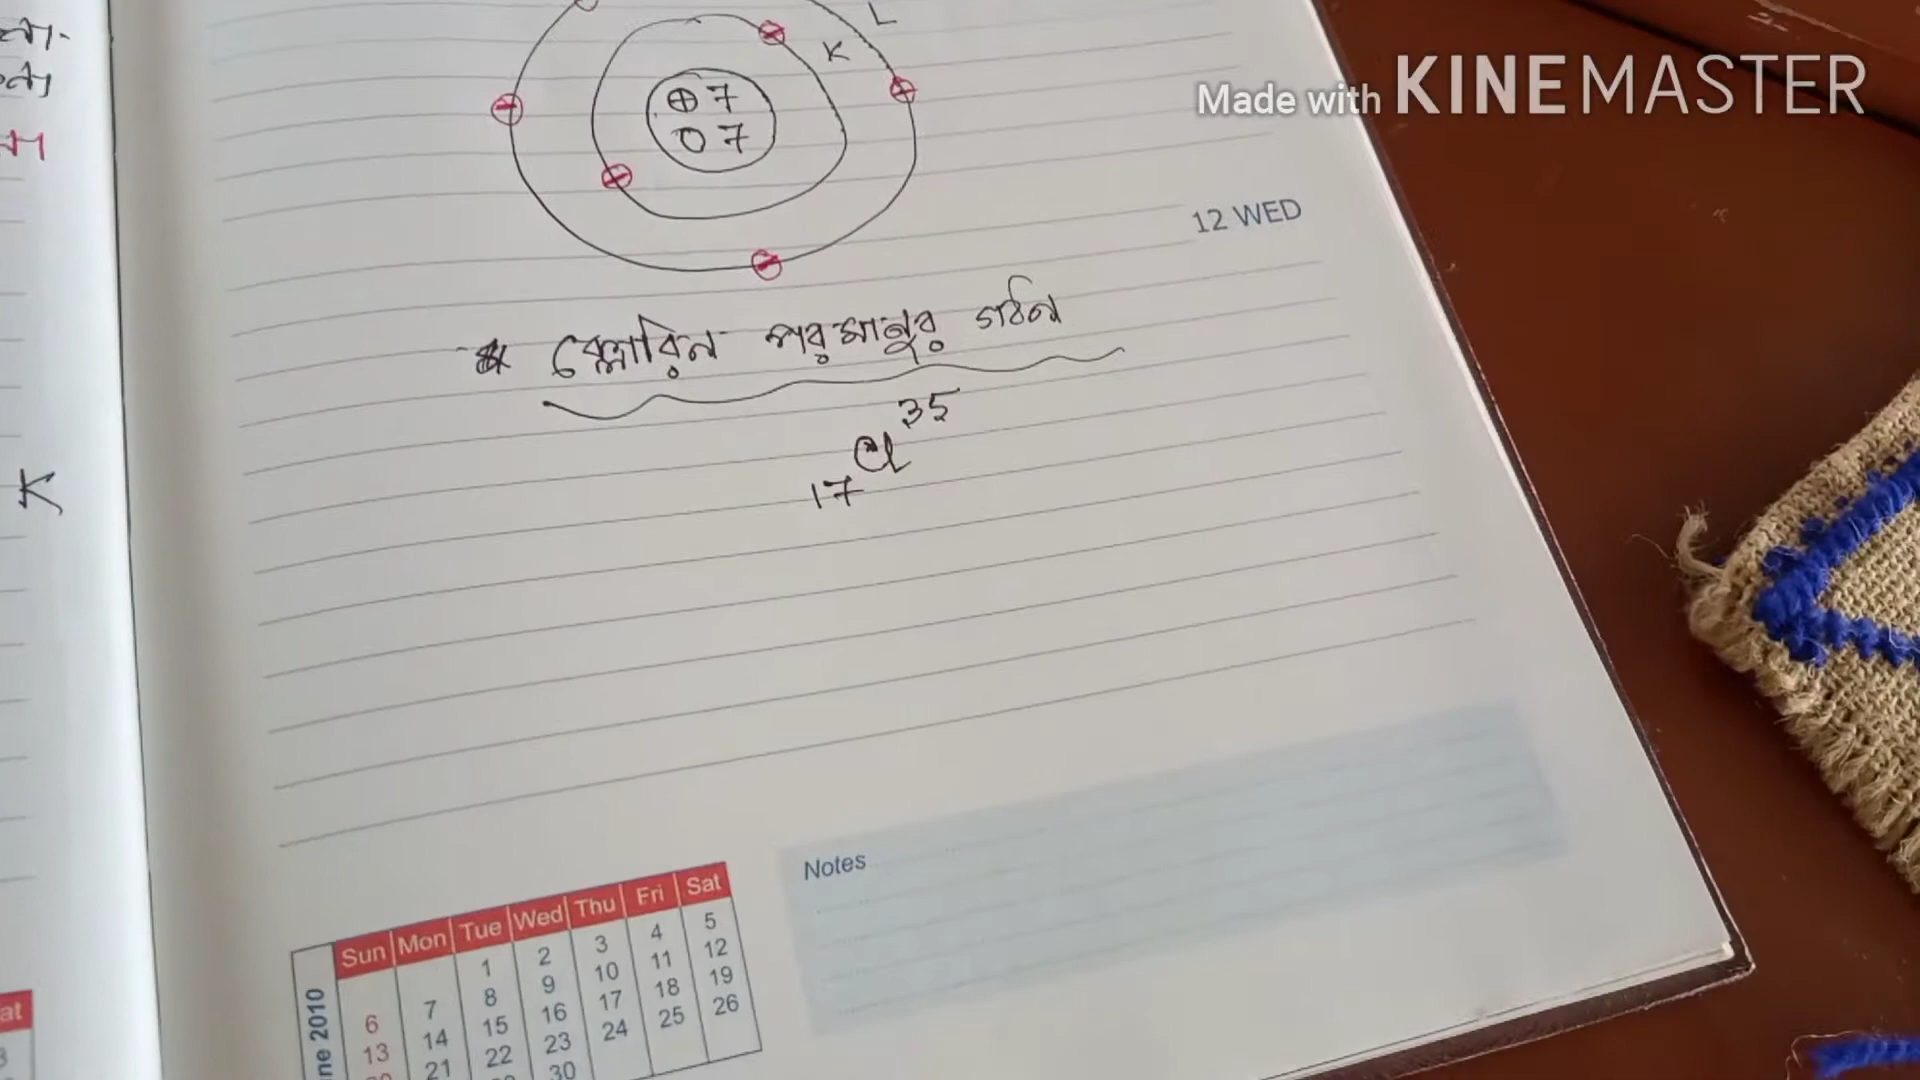 L
K
Made with KINEMASTER
⊕ 7
O 7
12 WED
ক্লোরিন পরমানুর গঠন
17 Cl 35
K
Notes
June 2010
Sun Mon Tue Wed Thu Fri Sat
1 2 3 4 5
6 7 8 9 10 11 12
13 14 15 16 17 18 19
21 22 23 24 25 26
30